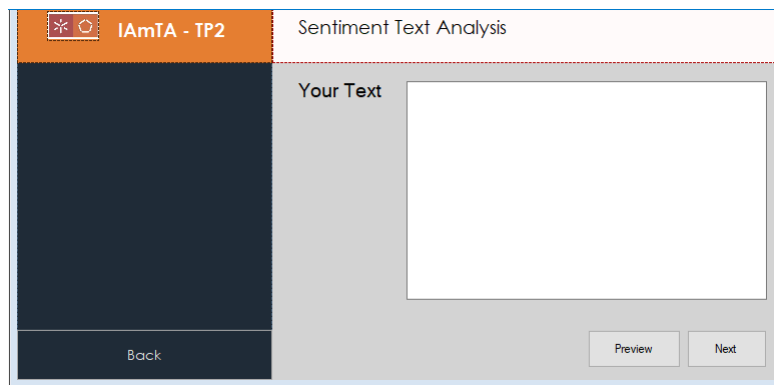 IAmTA - TP2
Sentiment Text Analysis
Your Text
Back
Preview
Next